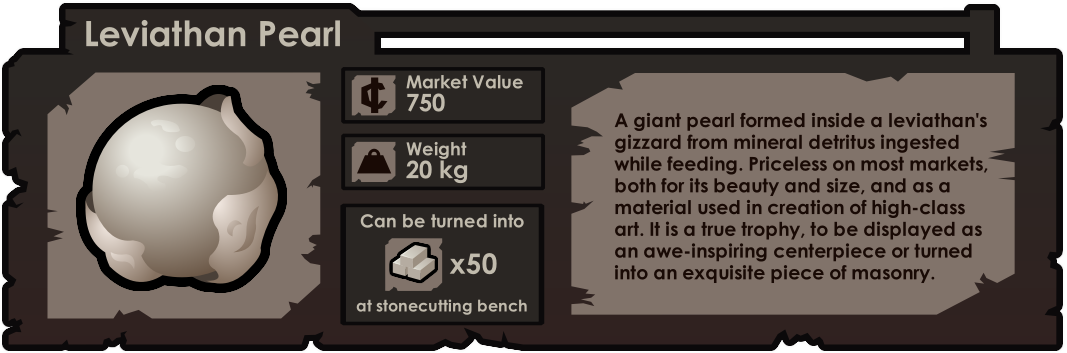 Leviathan Pearl
Market Value
750
Weight
20 kg
Can be turned into
x50
at stonecutting bench
A giant pearl formed inside a leviathan's
gizzard from mineral detritus ingested
while feeding. Priceless on most markets,
both for its beauty and size, and as a
material used in creation of high-class
art. It is a true trophy, to be displayed as
an awe-inspiring centerpiece or turned
into an exquisite piece of masonry.